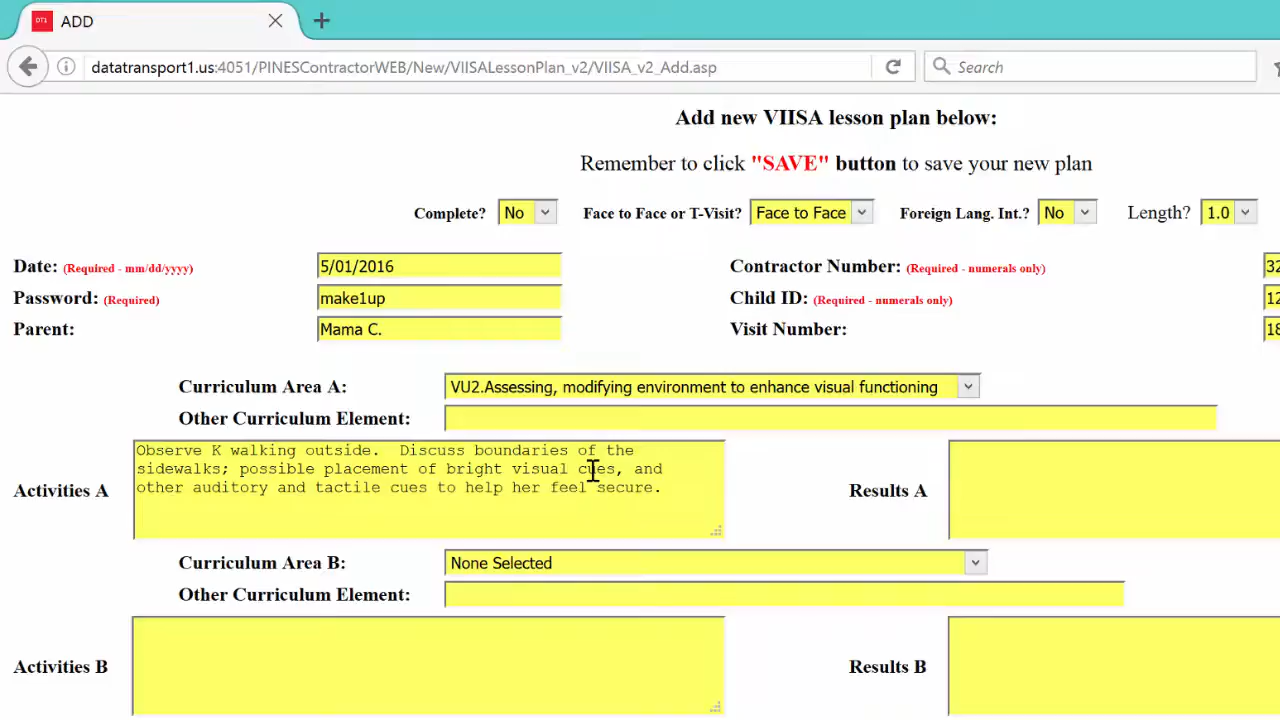 DT1 ADD
datatransport1.us:4051/PINESContractorWEB/New/VIISALessonPlan_v2/VIISA_v2_Add.asp Search
Add new VIISA lesson plan below:
Remember to click "SAVE" button to save your new plan
Complete? No Face to Face or T-Visit? Face to Face Foreign Lang. Int.? No Length? 1.0
Date: (Required - mm/dd/yyyy) 5/01/2016 Contractor Number: (Required - numerals only) 32
Password: (Required) make1up Child ID: (Required - numerals only) 12
Parent: Mama C. Visit Number: 18
Curriculum Area A: VU2.Assessing, modifying environment to enhance visual functioning
Other Curriculum Element:
Observe K walking outside.  Discuss boundaries of the
sidewalks; possible placement of bright visual cues, and
other auditory and tactile cues to help her feel secure.
Activities A Results A
Curriculum Area B: None Selected
Other Curriculum Element:
Activities B Results B